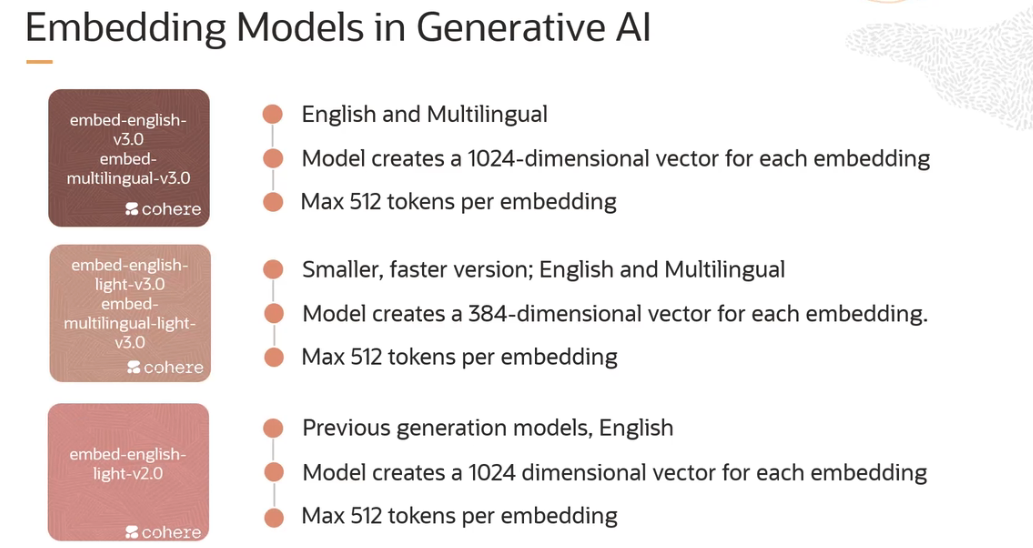 Embedding Models in Generative AI
embed-english-
v3.0
embed-
multilingual-v3.0
cohere
English and Multilingual
Model creates a 1024-dimensional vector for each embedding
Max 512 tokens per embedding
embed-english-
light-v3.0
embed-
multilingual-light-
v3.0
cohere
Smaller, faster version; English and Multilingual
Model creates a 384-dimensional vector for each embedding.
Max 512 tokens per embedding
embed-english-
light-v2.0
cohere
Previous generation models, English
Model creates a 1024 dimensional vector for each embedding
Max 512 tokens per embedding